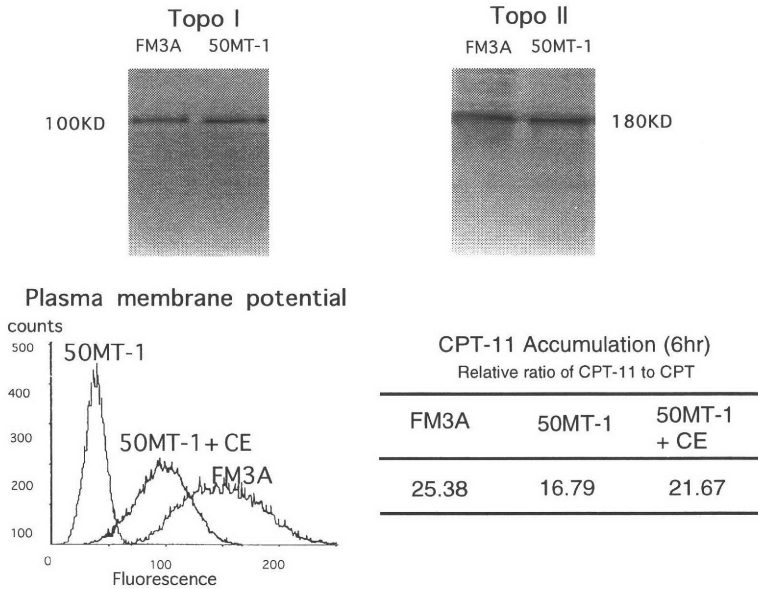 Topo I
FM3A 50MT-1
100KD
Topo II
FM3A 50MT-1
180KD
Plasma membrane potential
counts
500
400
300
200
100
50MT-1
50MT-1 + CE
FM3A
0 100 200
Fluorescence
CPT-11 Accumulation (6hr)
Relative ratio of CPT-11 to CPT
FM3A 50MT-1 50MT-1
+ CE
25.38 16.79 21.67